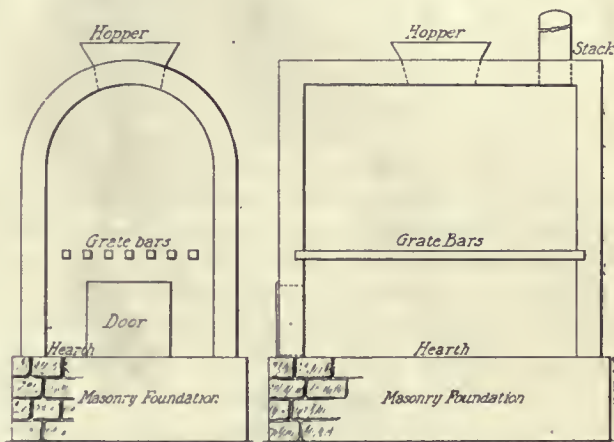 Hopper
Grate bars
Door
Hearth
Masonry Foundation
Hopper
Stack
Grate Bars
Hearth
Masonry Foundation